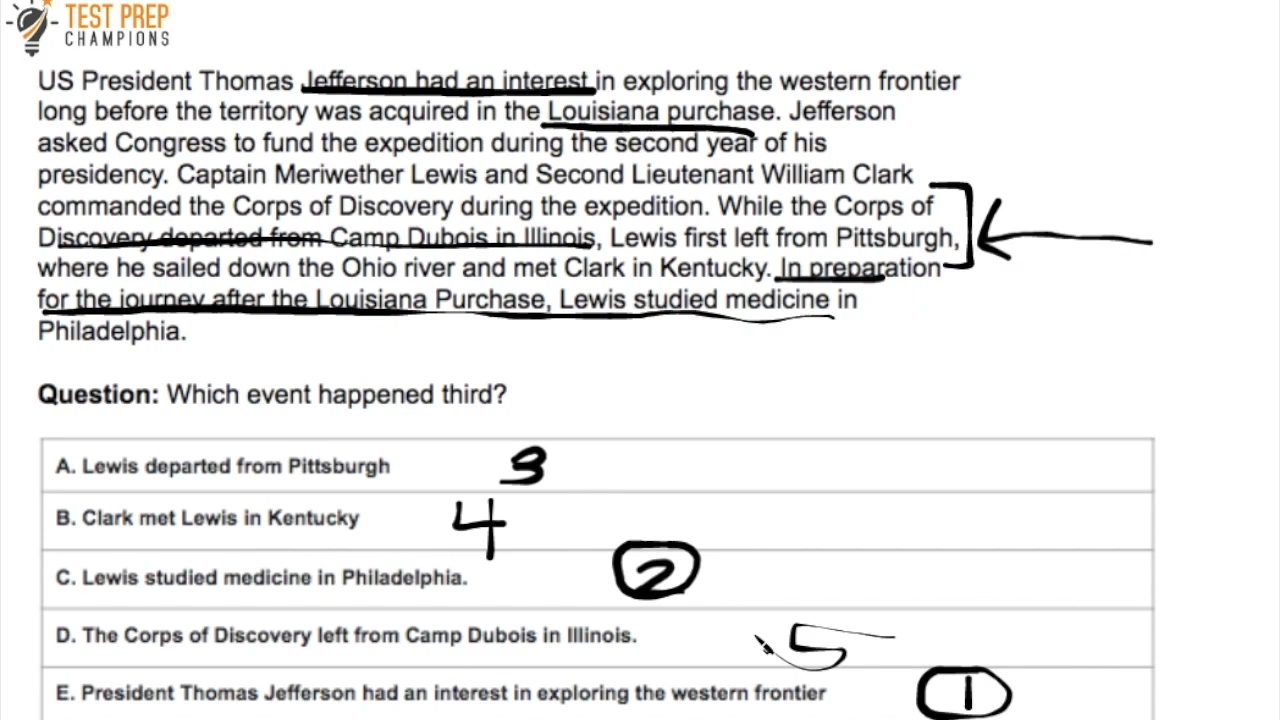 TEST PREP
CHAMPIONS
US President Thomas Jefferson had an interest in exploring the western frontier
long before the territory was acquired in the Louisiana purchase. Jefferson
asked Congress to fund the expedition during the second year of his
presidency. Captain Meriwether Lewis and Second Lieutenant William Clark
commanded the Corps of Discovery during the expedition. While the Corps of
Discovery departed from Camp Dubois in Illinois, Lewis first left from Pittsburgh,
where he sailed down the Ohio river and met Clark in Kentucky. In preparation
for the journey after the Louisiana Purchase, Lewis studied medicine in
Philadelphia.
Question: Which event happened third?
A. Lewis departed from Pittsburgh 3
B. Clark met Lewis in Kentucky 4
C. Lewis studied medicine in Philadelphia. 2
D. The Corps of Discovery left from Camp Dubois in Illinois. 5
E. President Thomas Jefferson had an interest in exploring the western frontier 1